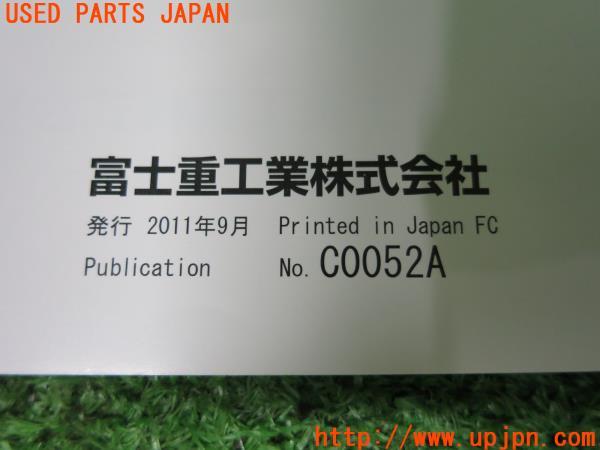 USED PARTS JAPAN
富士重工業株式会社
発行 2011年9月 Printed in Japan FC
Publication No. C0052A
http://www.upjpn.com